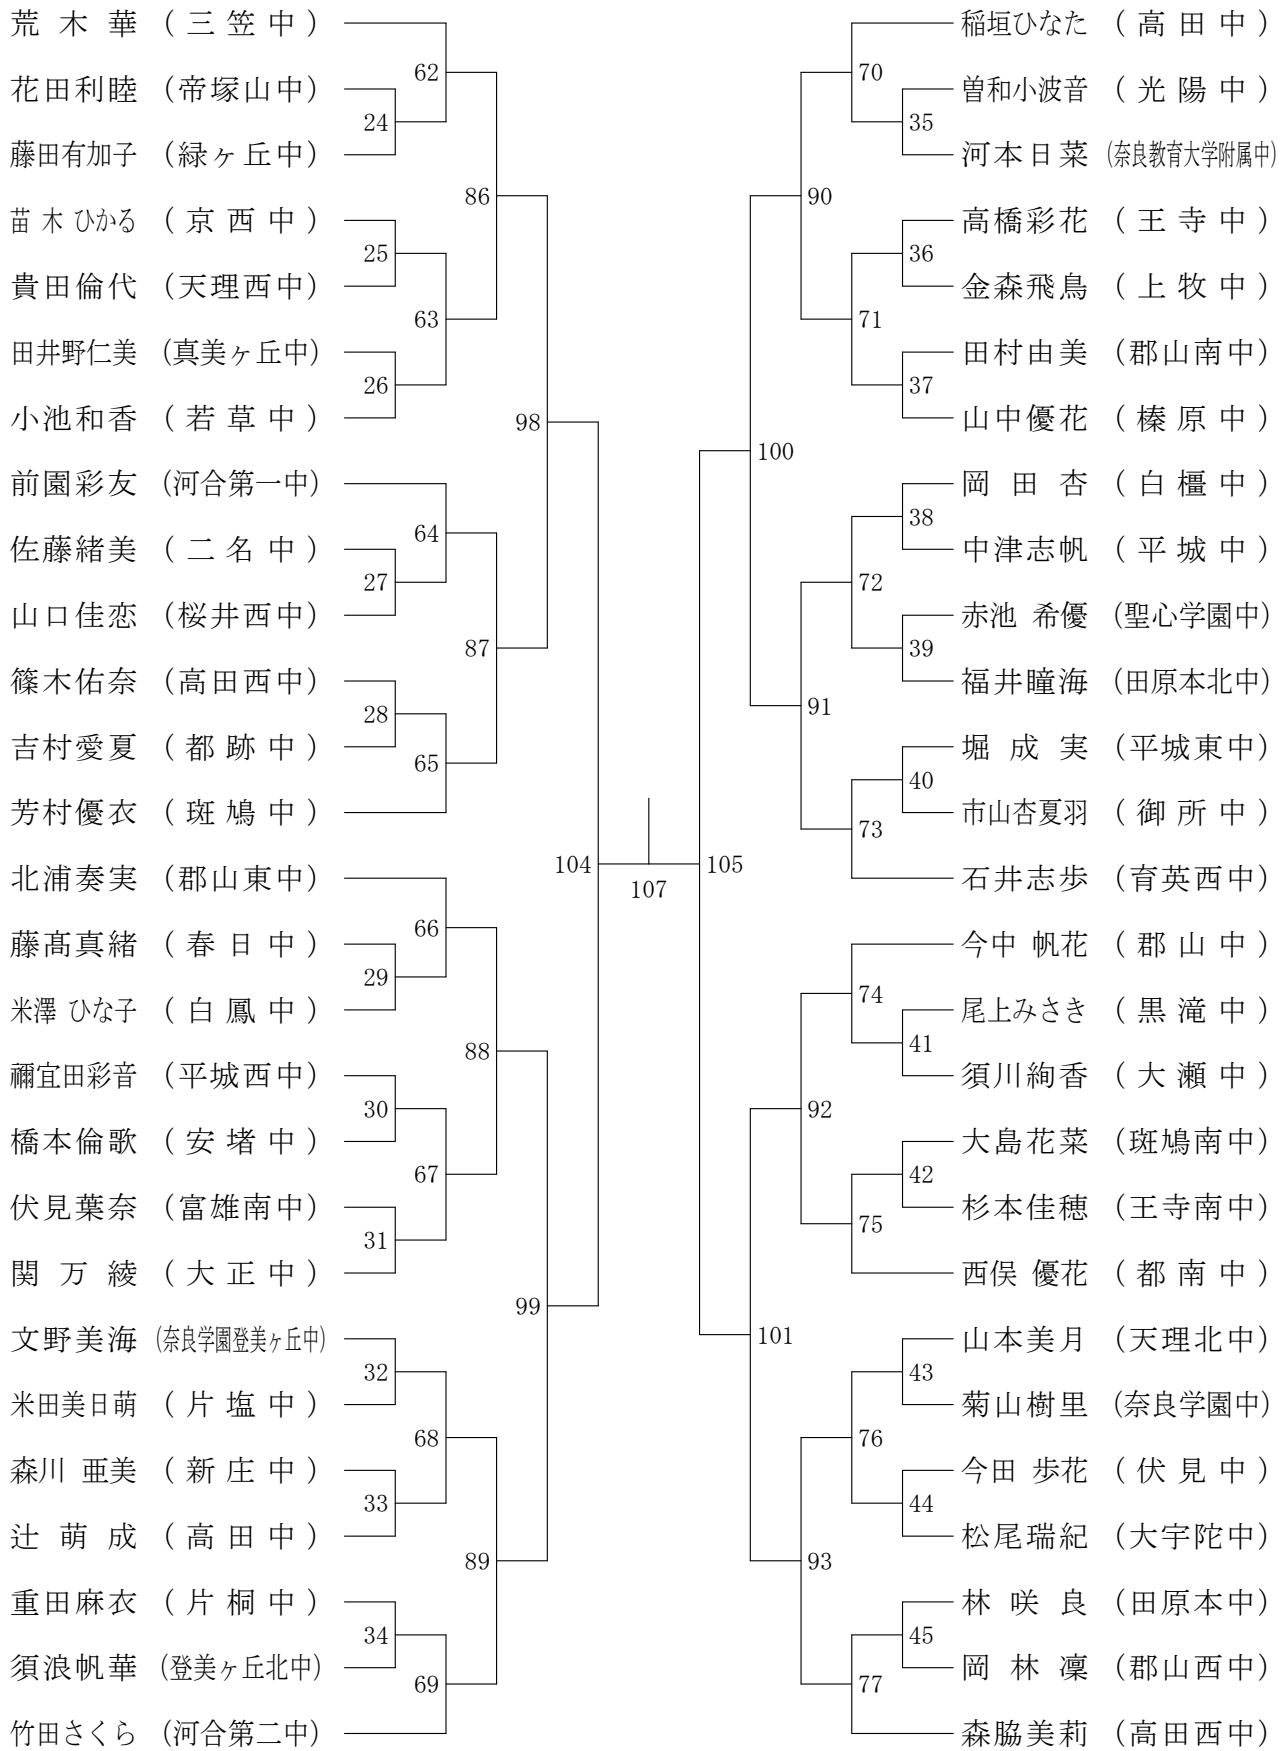 荒木華 (三笠中)
花田利睦 (帝塚山中)
藤田有加子 (緑ヶ丘中)
苗木ひかる (京西中)
貴田倫代 (天理西中)
田井野仁美 (真美ヶ丘中)
小池和香 (若草中)
前園彩友 (河合第一中)
佐藤緒美 (二名中)
山口佳恋 (桜井西中)
篠木佑奈 (高田西中)
吉村愛夏 (都跡中)
芳村優衣 (斑鳩中)
北浦奏実 (郡山東中)
藤髙真緒 (春日中)
米澤 ひな子 (白鳳中)
禰宜田彩音 (平城西中)
橋本倫歌 (安堵中)
伏見葉奈 (富雄南中)
関万綾 (大正中)
文野美海 (奈良学園登美ヶ丘中)
米田美日萌 (片塩中)
森川 亜美 (新庄中)
辻萌成 (高田中)
重田麻衣 (片桐中)
須浪帆華 (登美ヶ丘北中)
竹田さくら (河合第二中)
62
24
86
25
63
26
98
64
27
87
28
65
104
66
29
88
30
67
31
99
32
68
33
89
34
69
107
105
70
35
90
36
71
37
100
38
72
39
91
40
73
74
41
92
42
75
101
43
76
44
93
45
77
稲垣ひなた (高田中)
曽和小波音 (光陽中)
河本日菜 (奈良教育大学附属中)
高橋彩花 (王寺中)
金森飛鳥 (上牧中)
田村由美 (郡山南中)
山中優花 (榛原中)
岡田杏 (白橿中)
中津志帆 (平城中)
赤池 希優 (聖心学園中)
福井瞳海 (田原本北中)
堀成実 (平城東中)
市山杏夏羽 (御所中)
石井志歩 (育英西中)
今中 帆花 (郡山中)
尾上みさき (黒滝中)
須川絢香 (大瀬中)
大島花菜 (斑鳩南中)
杉本佳穂 (王寺南中)
西俣 優花 (都南中)
山本美月 (天理北中)
菊山樹里 (奈良学園中)
今田 歩花 (伏見中)
松尾瑞紀 (大宇陀中)
林咲良 (田原本中)
岡林凜 (郡山西中)
森脇美莉 (高田西中)